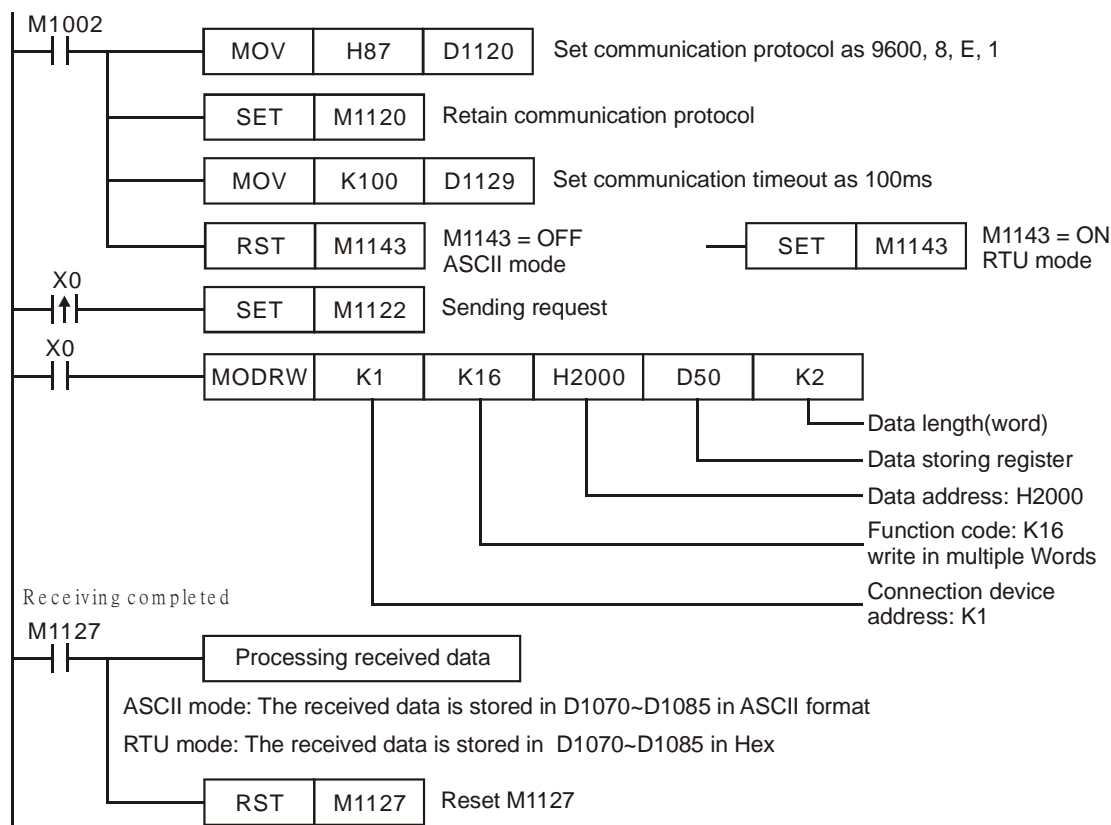 M1002
MOV H87 D1120 Set communication protocol as 9600, 8, E, 1
SET M1120 Retain communication protocol
MOV K100 D1129 Set communication timeout as 100ms
RST M1143 M1143 = OFF
ASCII mode
SET M1143 M1143 = ON
RTU mode
X0
SET M1122 Sending request
X0
MODRW K1 K16 H2000 D50 K2
Data length(word)
Data storing register
Data address: H2000
Function code: K16
write in multiple Words
Connection device
address: K1
Receiving completed
M1127
Processing received data
ASCII mode: The received data is stored in D1070~D1085 in ASCII format
RTU mode: The received data is stored in D1070~D1085 in Hex
RST M1127 Reset M1127